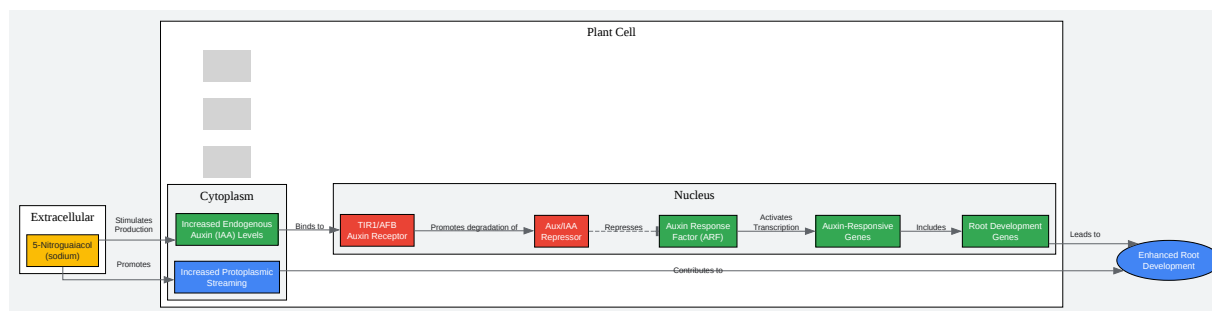 Plant Cell
Cytoplasm
Nucleus
Extracellular
5-Nitroguaiacol
(sodium)
Stimulates
Production
Promotes
Increased Endogenous
Auxin (IAA) Levels
Increased Protoplasmic
Streaming
Binds to
TIR1/AFB
Auxin Receptor
Promotes degradation of
Aux/IAA
Repressor
Represses
Auxin Response
Factor (ARF)
Activates
Transcription
Auxin-Responsive
Genes
Includes
Root Development
Genes
Leads to
Contributes to
Enhanced Root
Development